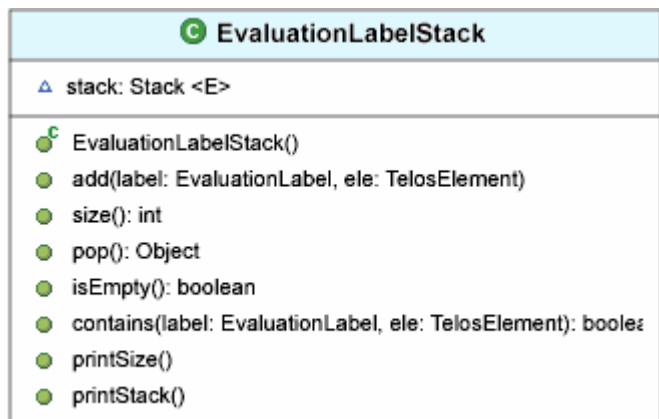 C EvaluationLabelStack
stack: Stack <E>
C EvaluationLabelStack()
add(label: EvaluationLabel, ele: TelosElement)
size(): int
pop(): Object
isEmpty(): boolean
contains(label: EvaluationLabel, ele: TelosElement): boolea
printSize()
printStack()